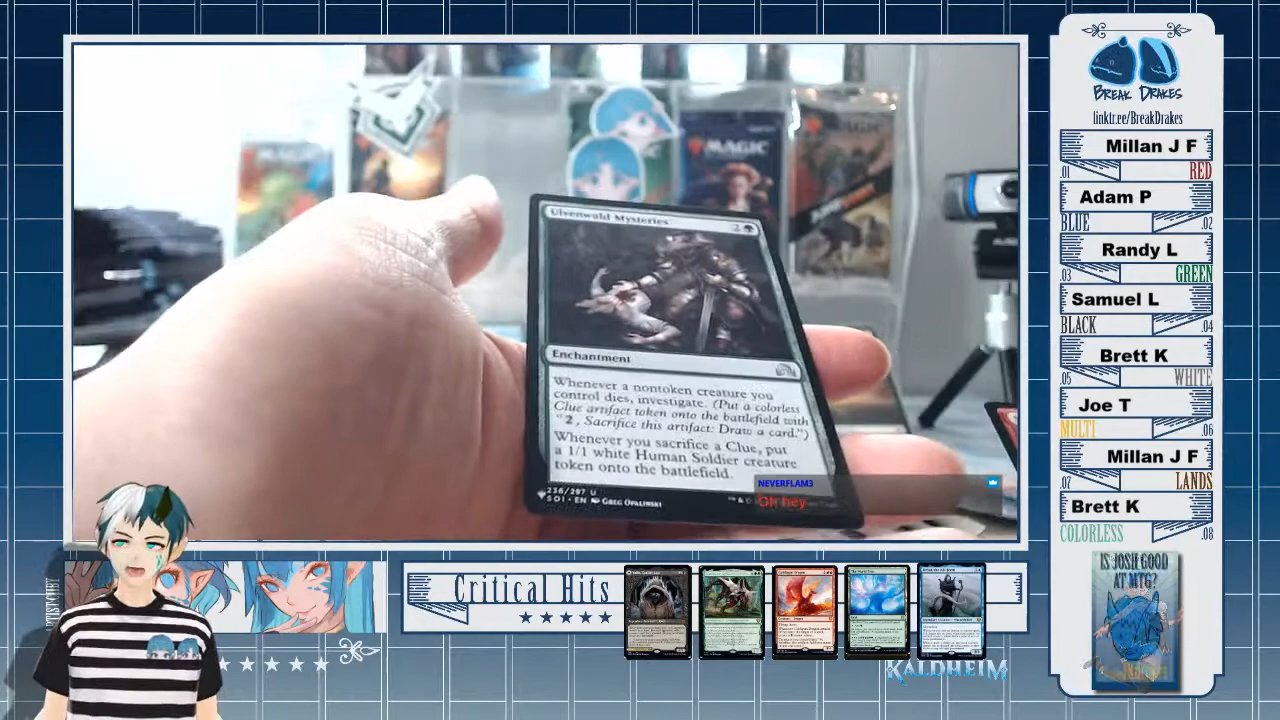 Ulvenwald Mysteries
2
Enchantment
Whenever a nontoken creature you
control dies, investigate. (Put a colorless
Clue artifact token onto the battlefield with
"2, Sacrifice this artifact: Draw a card.")
Whenever you sacrifice a Clue, put
a 1/1 white Human Soldier creature
token onto the battlefield.
236/297 U
SOI · EN GREG OPALINSKI
NEVERFLAM3
Oh hey
MAGIC
Critical Hits
KALDHEIM
BREAK DRAKES
linktr.ee/BreakDrakes
Millan J F
.01 RED
Adam P
BLUE .02
Randy L
.03 GREEN
Samuel L
BLACK .04
Brett K
.05 WHITE
Joe T
MULTI .06
Millan J F
.07 LANDS
Brett K
COLORLESS .08
IS JOSH GOOD
AT MTG?